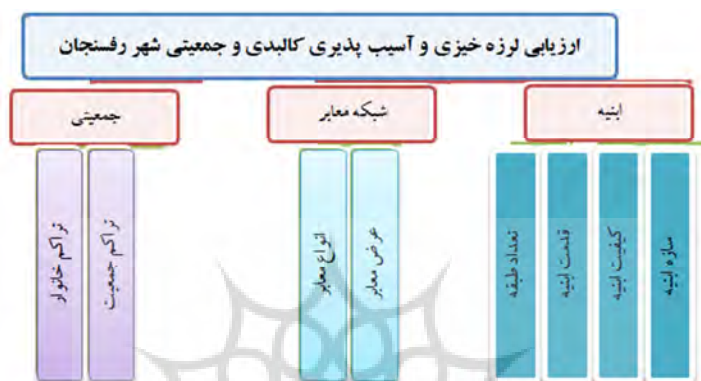 ارزیابی لرزه خیزی و آسیب پذیری کالبدی و جمعیتی شهر رفسنجان
ابنیه
شبکه معابر
جمعیتی
سازه ابنیه
کیفیت ابنیه
قدمت ابنیه
تعداد طبقه
عرض معابر
انواع معابر
تراکم جمعیت
تراکم خانوار